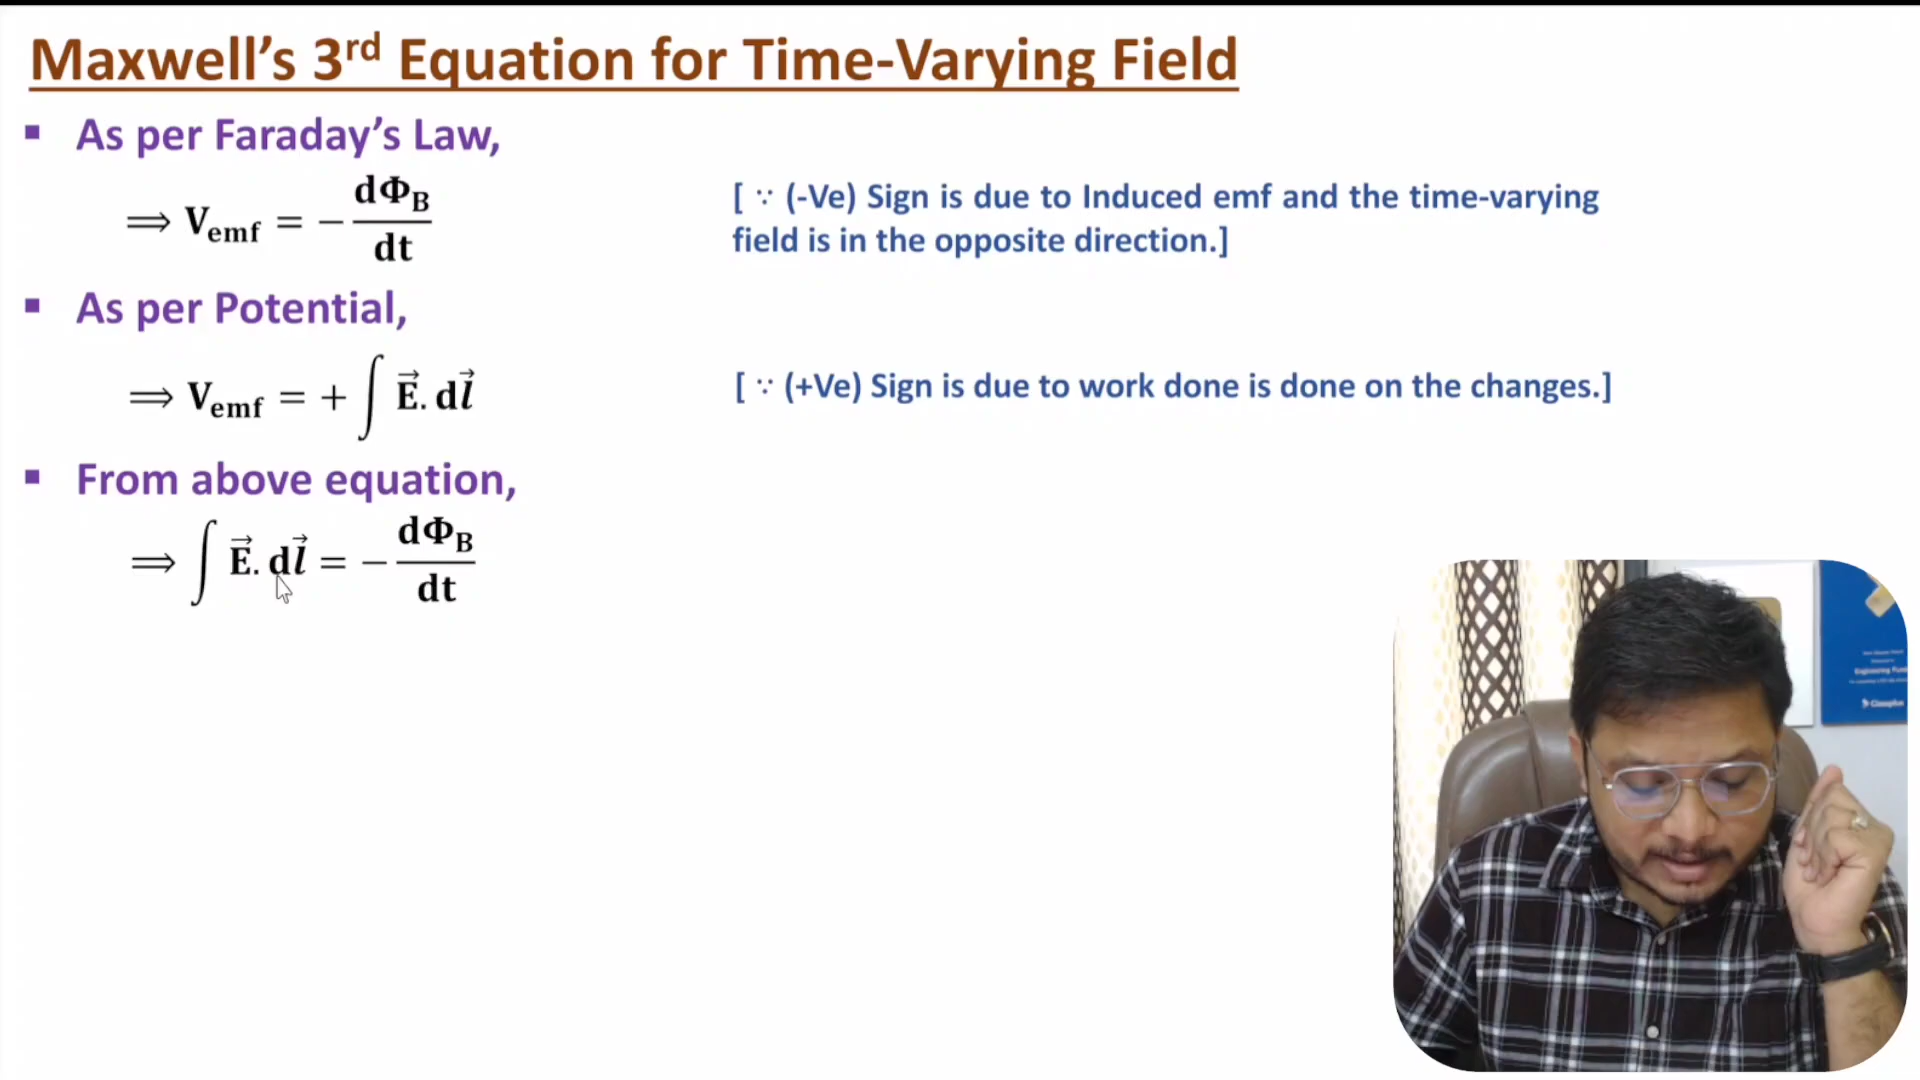 Maxwell's 3rd Equation for Time-Varying Field
▪ As per Faraday's Law,
⟹ V_emf = − dΦ_B / dt
[ ∵ (-Ve) Sign is due to Induced emf and the time-varying
field is in the opposite direction.]
▪ As per Potential,
⟹ V_emf = + ∫ E⃗ . dl⃗
[ ∵ (+Ve) Sign is due to work done is done on the changes.]
▪ From above equation,
⟹ ∫ E⃗ . dl⃗ = − dΦ_B / dt